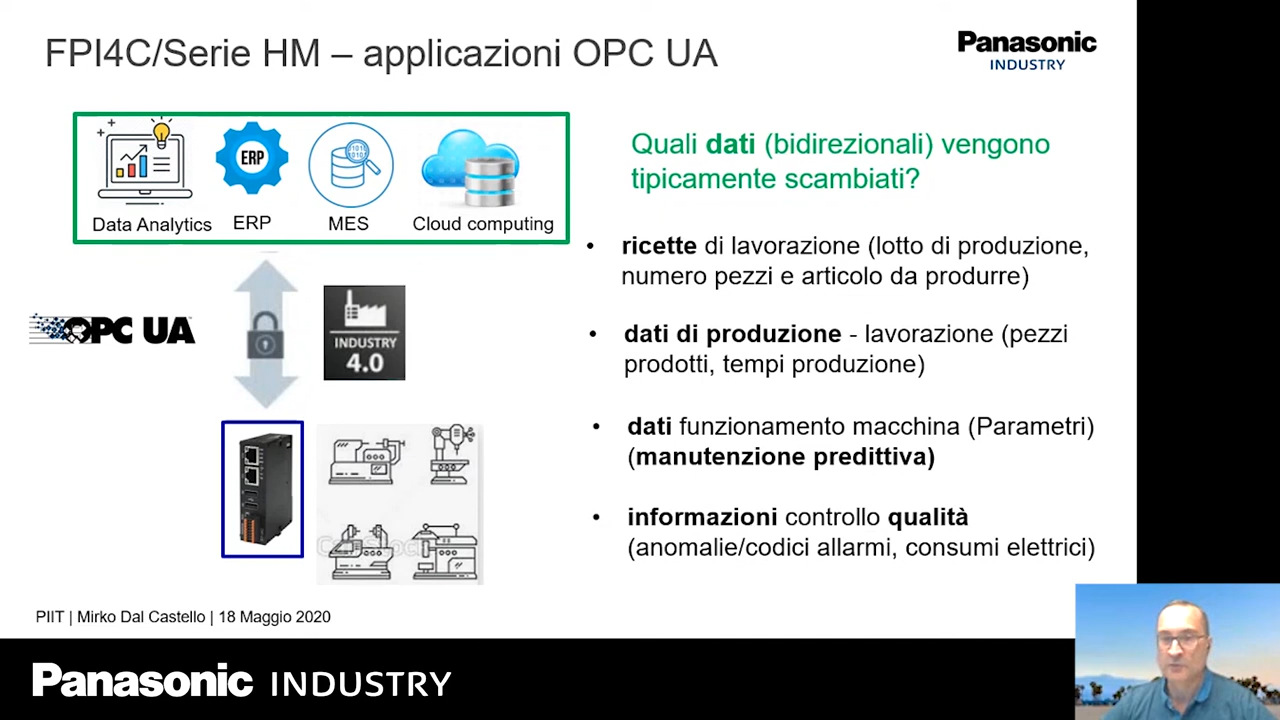 FPI4C/Serie HM – applicazioni OPC UA
Panasonic
INDUSTRY
ERP
Data Analytics
ERP
MES
Cloud computing
Quali dati (bidirezionali) vengono
tipicamente scambiati?
• ricette di lavorazione (lotto di produzione,
numero pezzi e articolo da produrre)
OPC UA
INDUSTRY
4.0
• dati di produzione - lavorazione (pezzi
prodotti, tempi produzione)
• dati funzionamento macchina (Parametri)
(manutenzione predittiva)
• informazioni controllo qualità
(anomalie/codici allarmi, consumi elettrici)
PIIT | Mirko Dal Castello | 18 Maggio 2020
Panasonic INDUSTRY